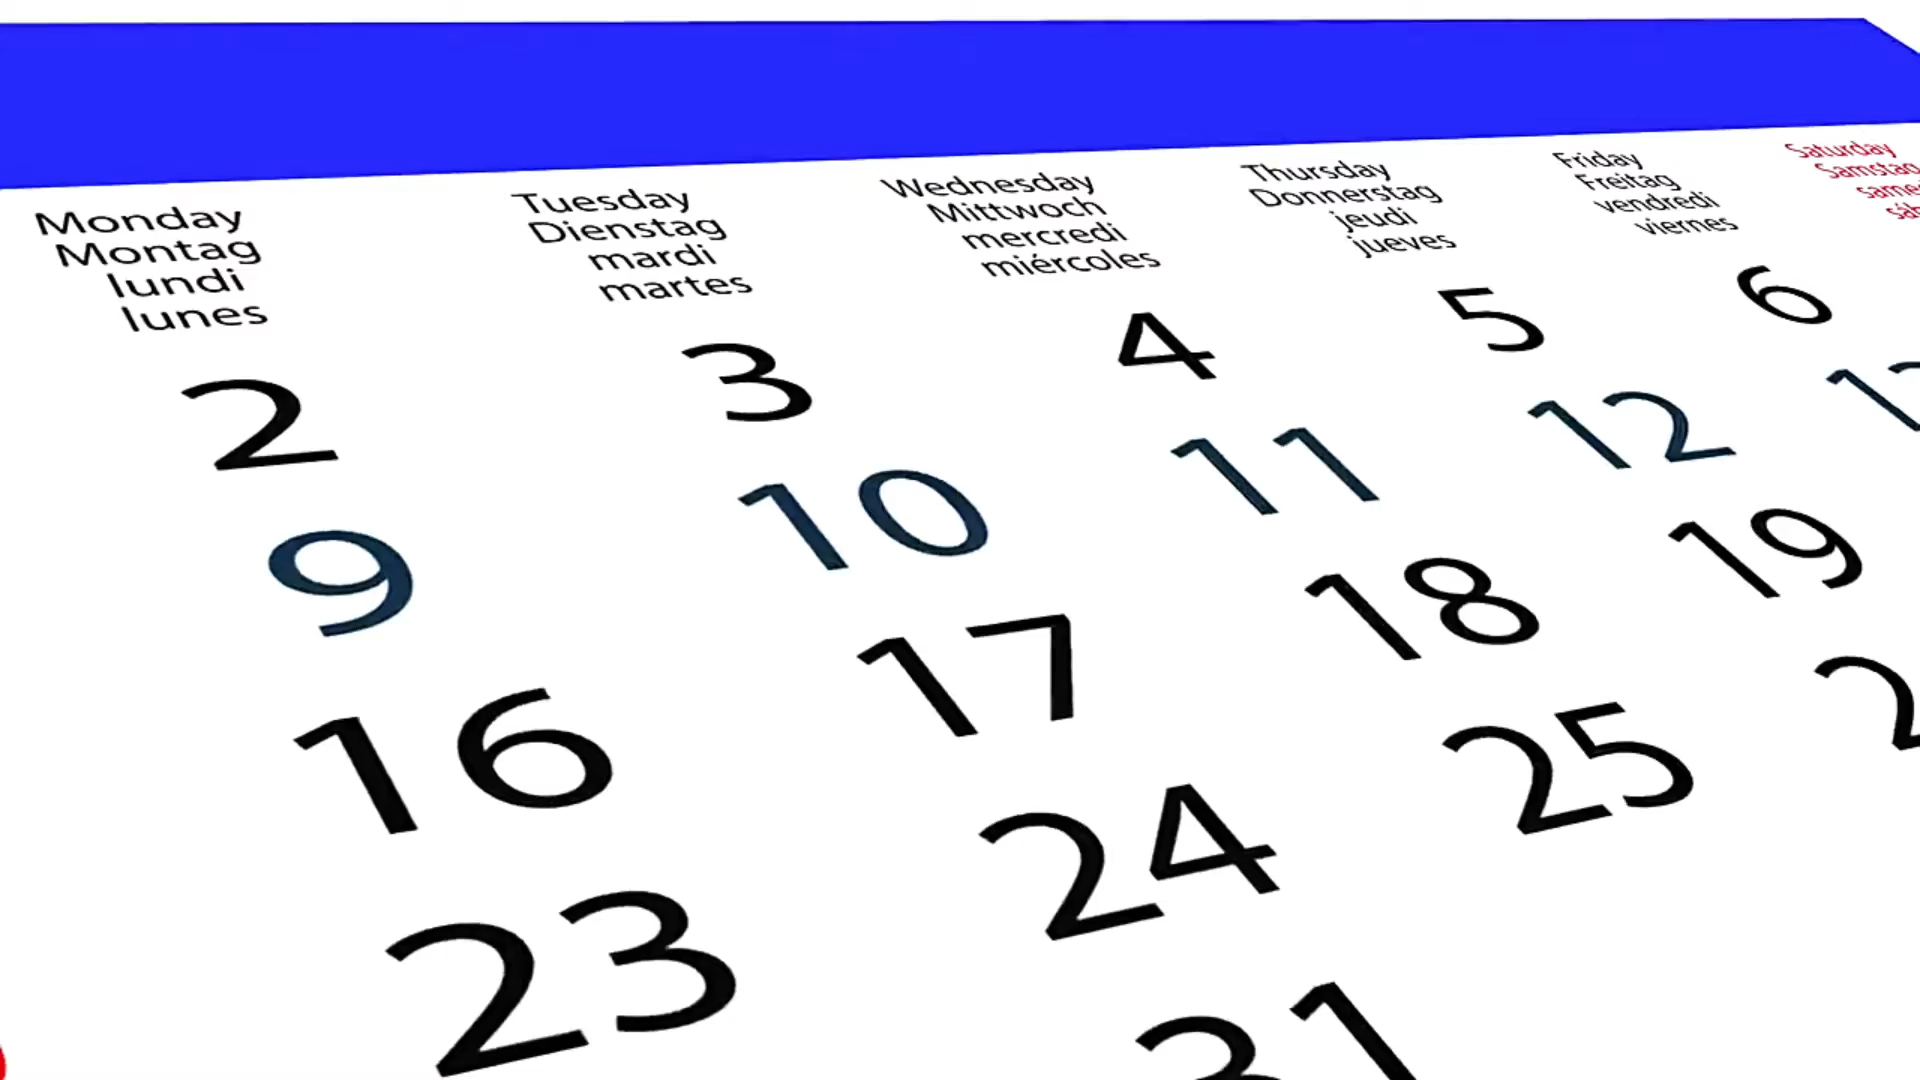 Monday
Montag
lundi
lunes
Tuesday
Dienstag
mardi
martes
Wednesday
Mittwoch
mercredi
miércoles
Thursday
Donnerstag
jeudi
jueves
Friday
Freitag
vendredi
viernes
Saturday
2 3 4 5 6
9 10 11 12
16 17 18 19
23 24 25
31